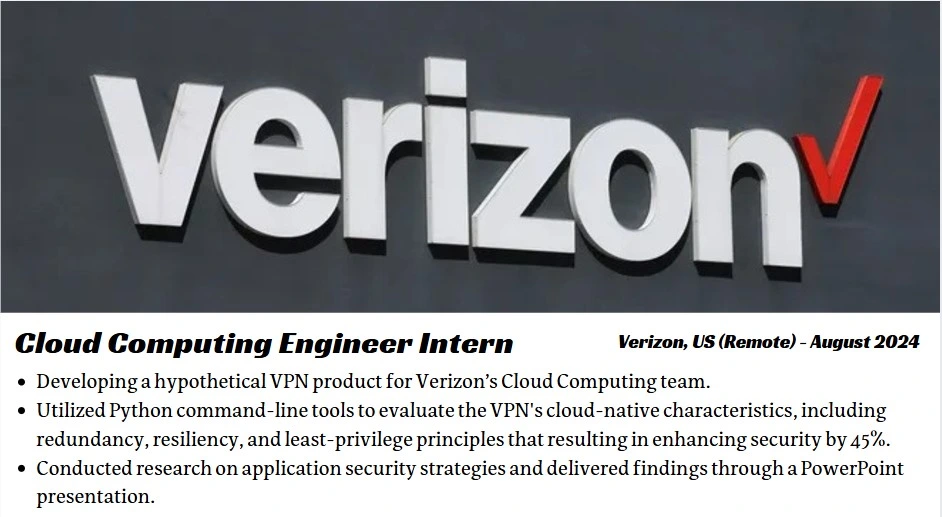 verizon
Cloud Computing Engineer Intern
Verizon, US (Remote) - August 2024
• Developing a hypothetical VPN product for Verizon’s Cloud Computing team.
• Utilized Python command-line tools to evaluate the VPN's cloud-native characteristics, including
redundancy, resiliency, and least-privilege principles that resulting in enhancing security by 45%.
• Conducted research on application security strategies and delivered findings through a PowerPoint
presentation.